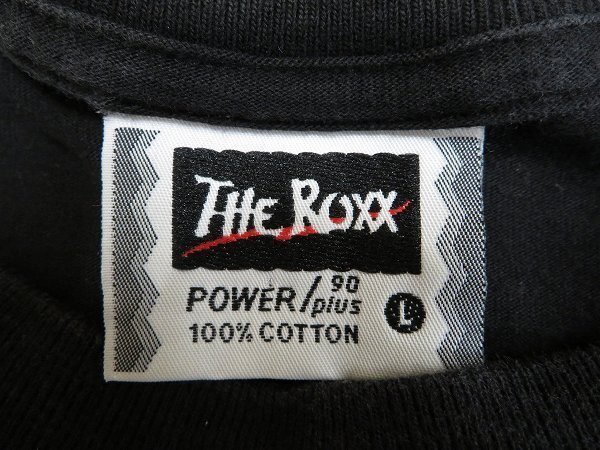 THE ROXX
POWER/90 plus
100% COTTON
L